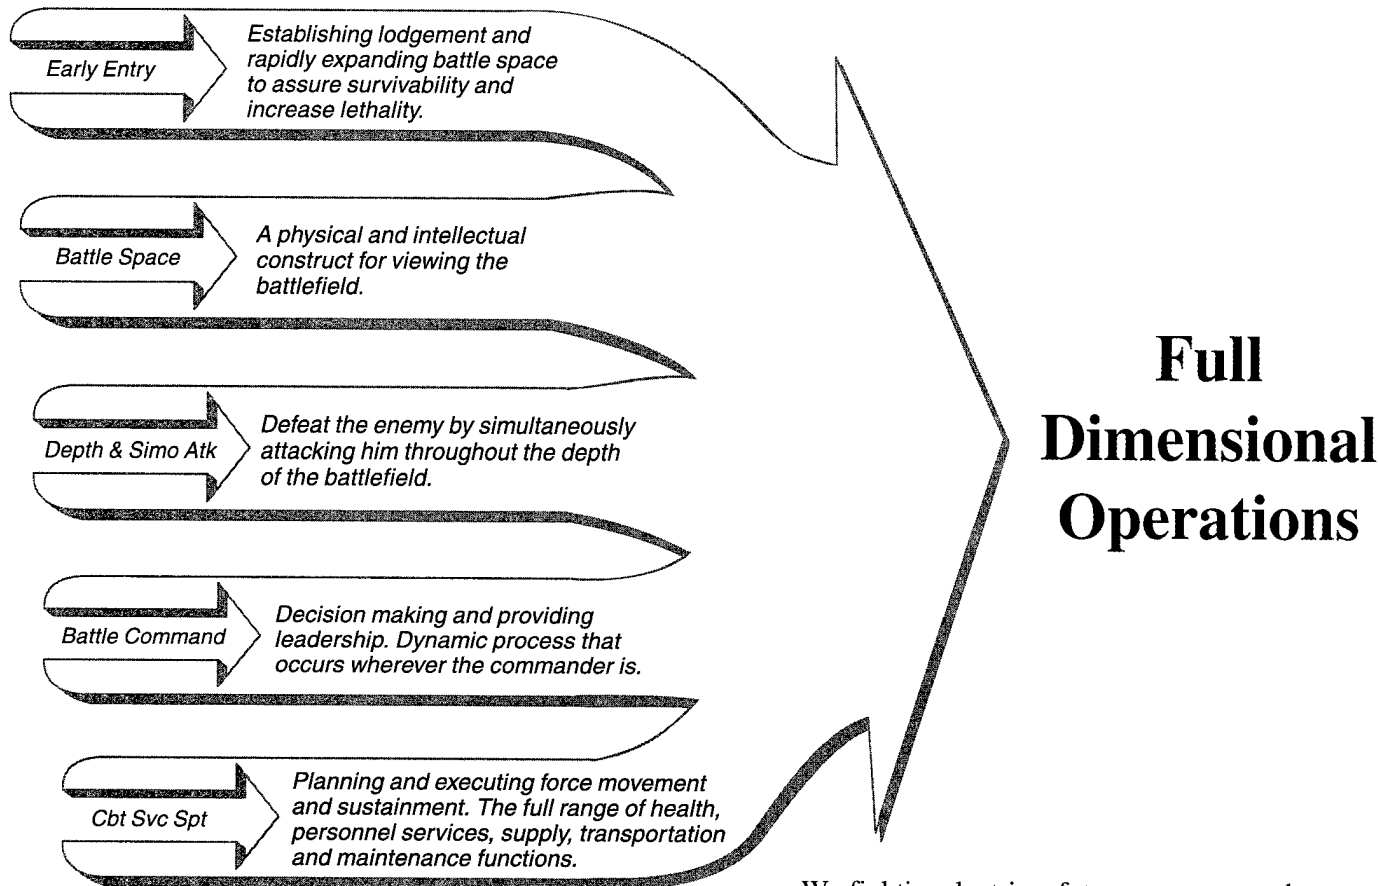 Early Entry
Establishing lodgement and
rapidly expanding battle space
to assure survivability and
increase lethality.
Battle Space
A physical and intellectual
construct for viewing the
battlefield.
Depth & Simo Atk
Defeat the enemy by simultaneously
attacking him throughout the depth
of the battlefield.
Battle Command
Decision making and providing
leadership. Dynamic process that
occurs wherever the commander is.
Cbt Svc Spt
Planning and executing force movement
and sustainment. The full range of health,
personnel services, supply, transportation
and maintenance functions.
Full
Dimensional
Operations